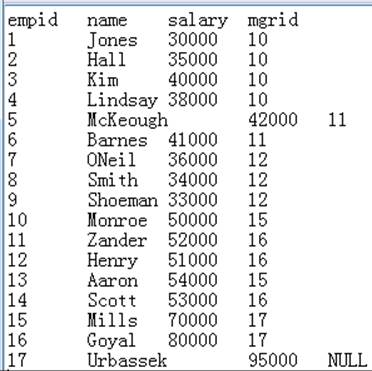 empid name salary mgrid
1 Jones 30000 10
2 Hall 35000 10
3 Kim 40000 10
4 Lindsay 38000 10
5 McKeough 42000 11
6 Barnes 41000 11
7 ONeil 36000 12
8 Smith 34000 12
9 Shoeman 33000 12
10 Monroe 50000 15
11 Zander 52000 16
12 Henry 51000 16
13 Aaron 54000 15
14 Scott 53000 16
15 Mills 70000 17
16 Goyal 80000 17
17 Urbassek 95000 NULL